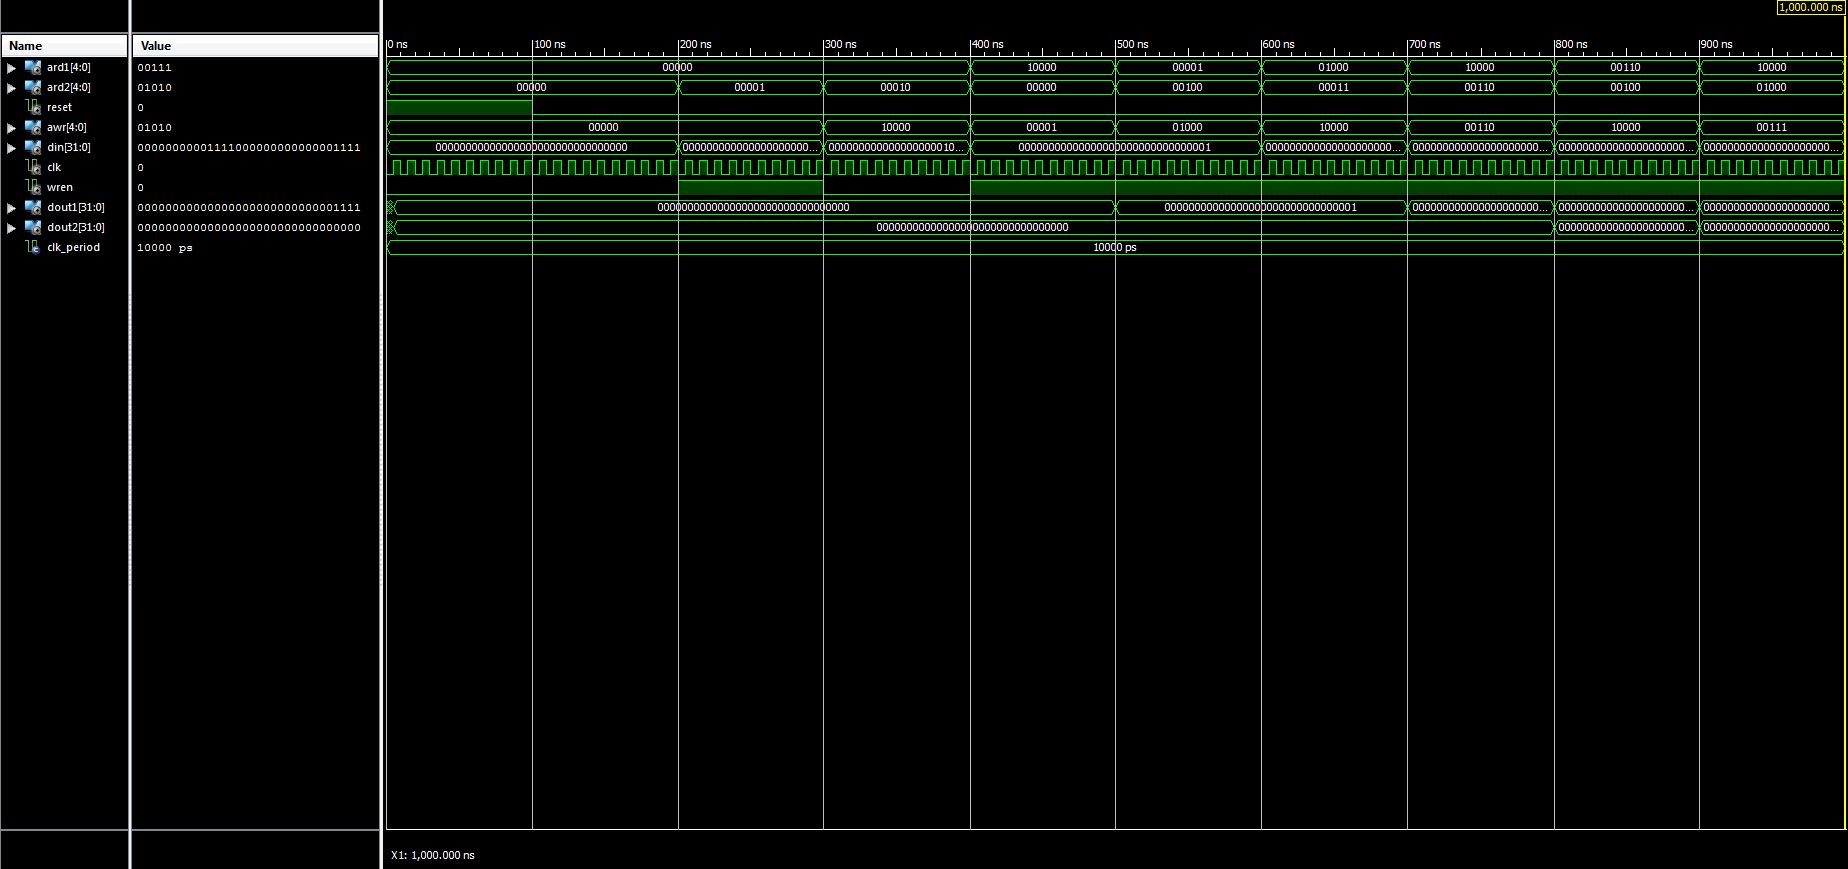 1,000.000 ns
Name Value
0 ns 100 ns 200 ns 300 ns 400 ns 500 ns 600 ns 700 ns 800 ns 900 ns
ard1[4:0] 00111 00000 10000 00001 01000 10000 00110 10000
ard2[4:0] 01010 00000 00001 00010 00000 00100 00011 00110 00100 01000
reset 0
awr[4:0] 01010 00000 10000 00001 01000 10000 00110 10000 00111
din[31:0] 00000000001111000000000000001111 00000000000000000000000000000000 0000000000000000000000... 00000000000000000000010... 00000000000000000000000000000001 0000000000000000000000... 0000000000000000000000... 0000000000000000000000... 0000000000000000000000...
clk 0
wren 0
dout1[31:0] 00000000000000000000000000001111 00000000000000000000000000000000 00000000000000000000000000000001 0000000000000000000000... 0000000000000000000000... 0000000000000000000000...
dout2[31:0] 00000000000000000000000000000000 00000000000000000000000000000000 0000000000000000000000... 0000000000000000000000...
clk_period 10000 ps 10000 ps
X1: 1,000.000 ns